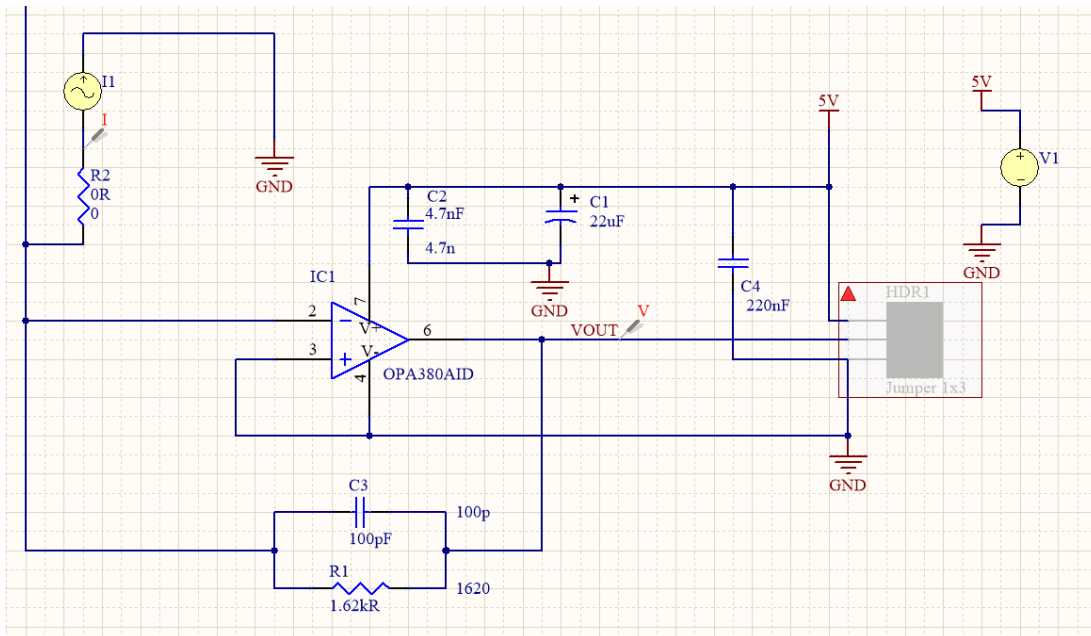 I1
I
R2
0R
0
GND
5V
5V
V1
GND
C2
4.7nF
4.7n
C1
22uF
GND
C4
220nF
IC1
2
3
7
V+
V-
4
6
OPA380AID
VOUT
V
HDR1
Jumper 1x3
GND
C3
100p
100pF
R1
1620
1.62kR